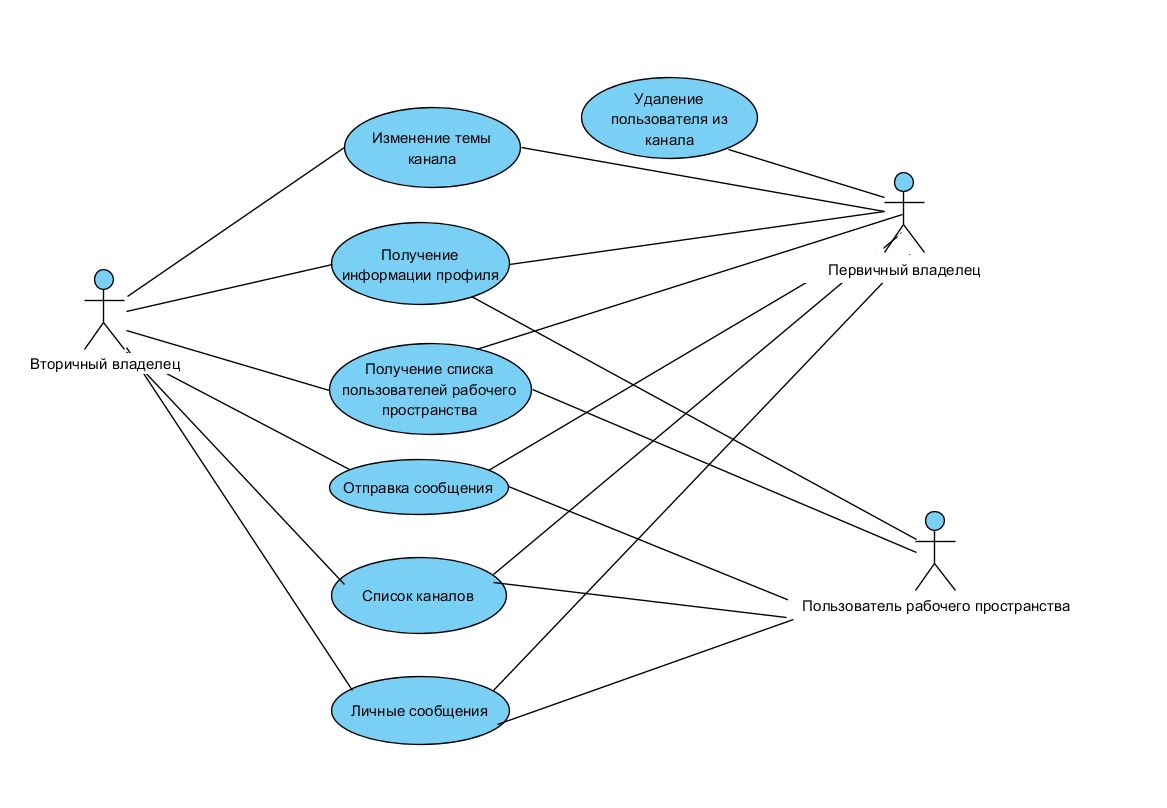 Удаление
пользователя из
канала
Изменение темы
канала
Получение
информации профиля
Первичный владелец
Вторичный владелец
Получение списка
пользователей рабочего
пространства
Отправка сообщения
Список каналов
Пользователь рабочего пространства
Личные сообщения